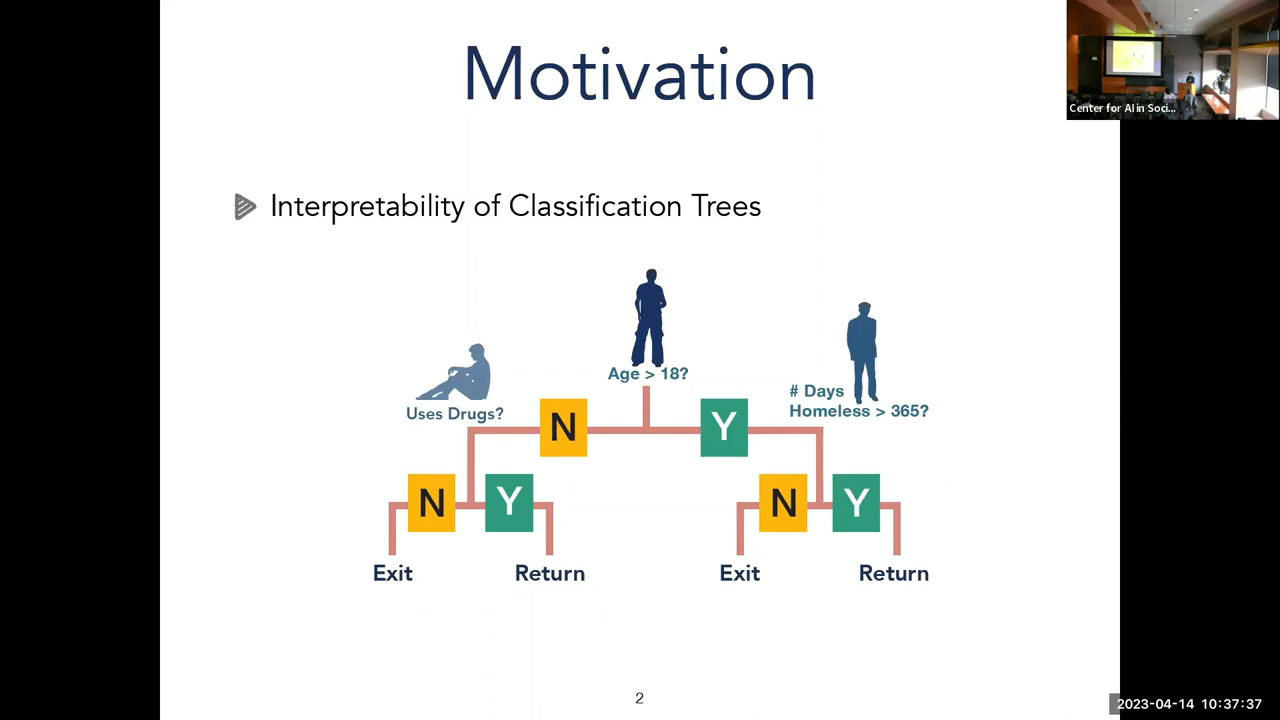 Motivation
Center for AI in Soci...
Interpretability of Classification Trees
Age > 18?
# Days
Homeless > 365?
Uses Drugs?
N
Y
N
Y
N
Y
Exit
Return
Exit
Return
2
2023-04-14 10:37:37